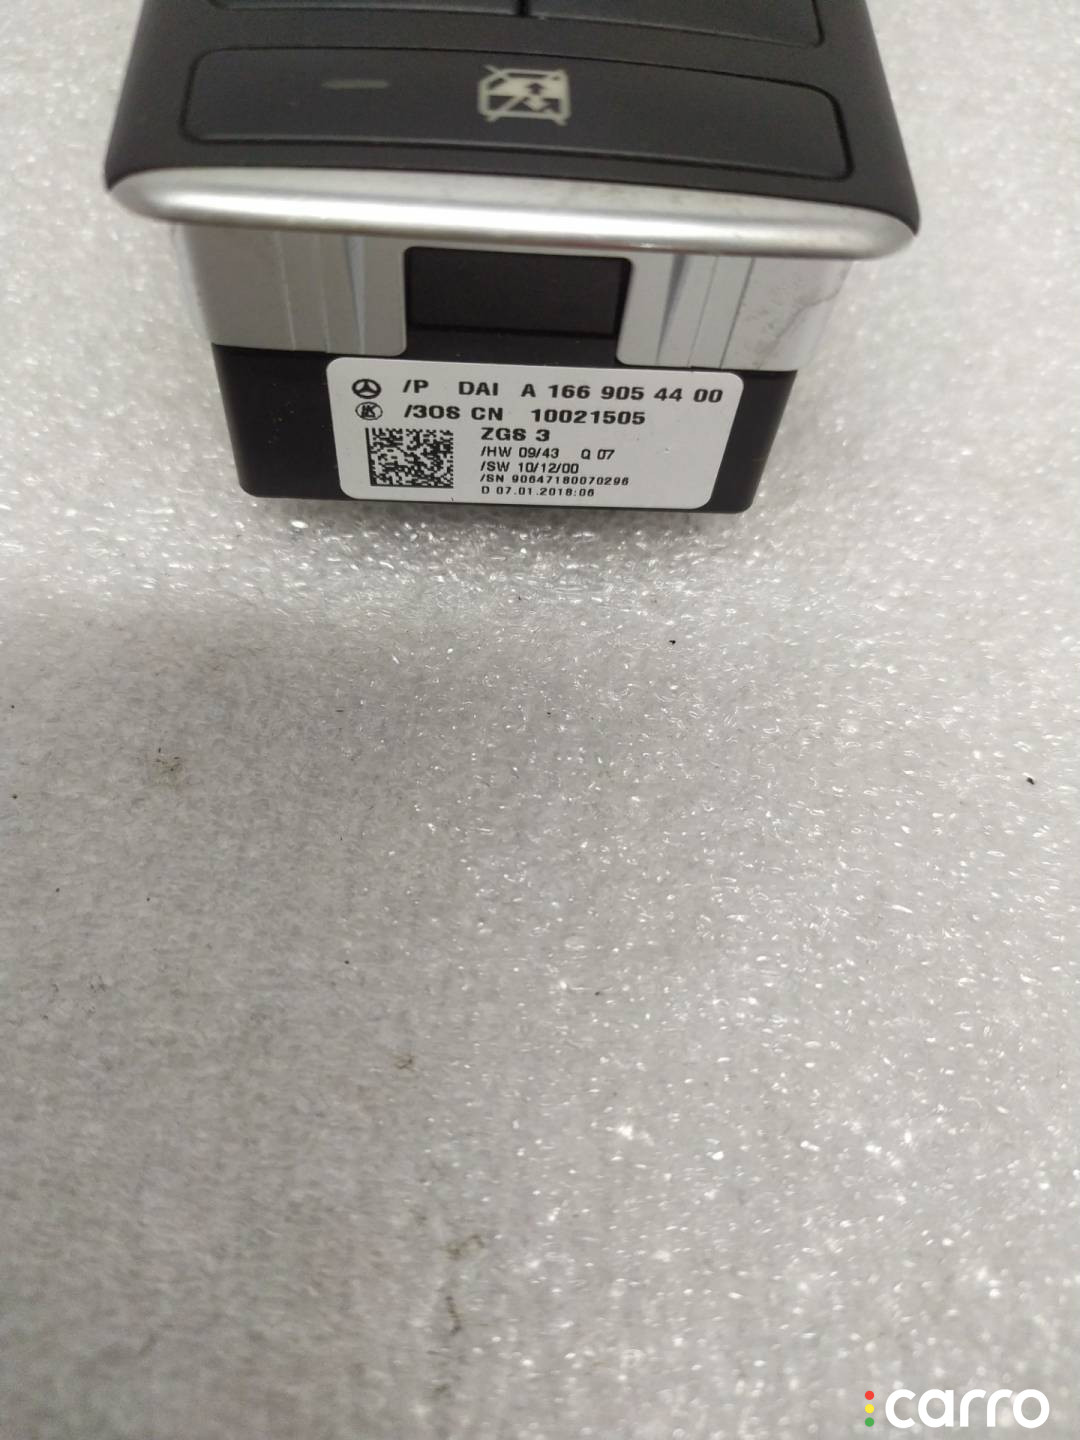 /P DAI A 166 905 44 00
/3OS CN 10021505
ZGS 3
/HW 09/43 Q 07
/SW 10/12/00
/SN 90647180070296
D 07.01.2018:06
carro